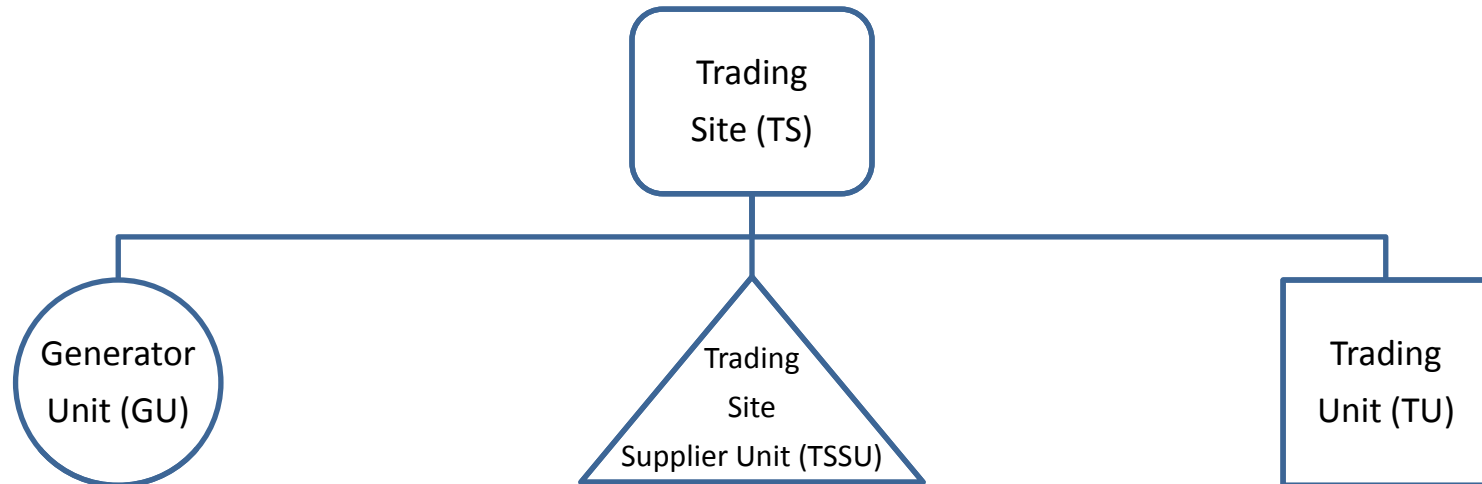 Trading
Site (TS)
Generator
Unit (GU)
Trading
Site
Supplier Unit (TSSU)
Trading
Unit (TU)